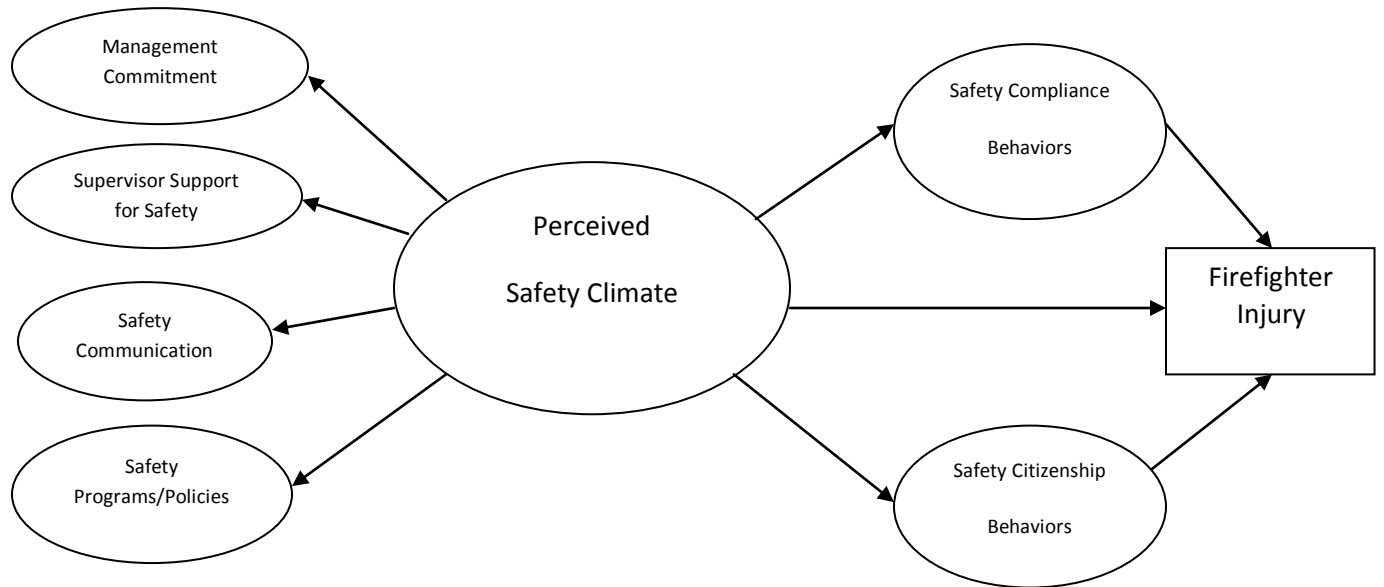 Management
Commitment
Supervisor Support
for Safety
Safety
Communication
Safety
Programs/Policies
Perceived
Safety Climate
Safety Compliance
Behaviors
Safety Citizenship
Behaviors
Firefighter
Injury